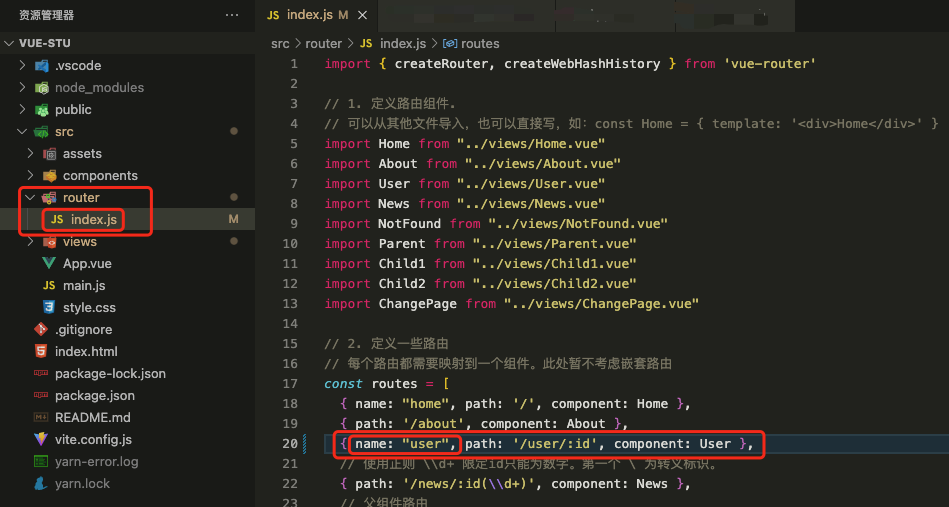 资源管理器
···
VUE-STU
.vscode
node_modules
public
src
assets
components
router
JS index.js M
views
App.vue
JS main.js
style.css
.gitignore
index.html
package-lock.json
package.json
README.md
vite.config.js
yarn-error.log
yarn.lock
JS index.js M ×
src > router > JS index.js > routes
1 import { createRouter, createWebHashHistory } from 'vue-router'
2
3 // 1. 定义路由组件。
4 // 可以从其他文件导入，也可以直接写，如：const Home = { template: '<div>Home</div>' }
5 import Home from "../views/Home.vue"
6 import About from "../views/About.vue"
7 import User from "../views/User.vue"
8 import News from "../views/News.vue"
9 import NotFound from "../views/NotFound.vue"
10 import Parent from "../views/Parent.vue"
11 import Child1 from "../views/Child1.vue"
12 import Child2 from "../views/Child2.vue"
13 import ChangePage from "../views/ChangePage.vue"
14
15 // 2. 定义一些路由
16 // 每个路由都需要映射到一个组件。此处暂不考虑嵌套路由
17 const routes = [
18 { name: "home", path: '/', component: Home },
19 { path: '/about', component: About },
20 { name: "user", path: '/user/:id', component: User },
21 // 使用正则 \\d+ 限定id只能为数字。第一个 \ 为转义标识。
22 { path: '/news/:id(\\d+)', component: News },
23 // 父组件路由